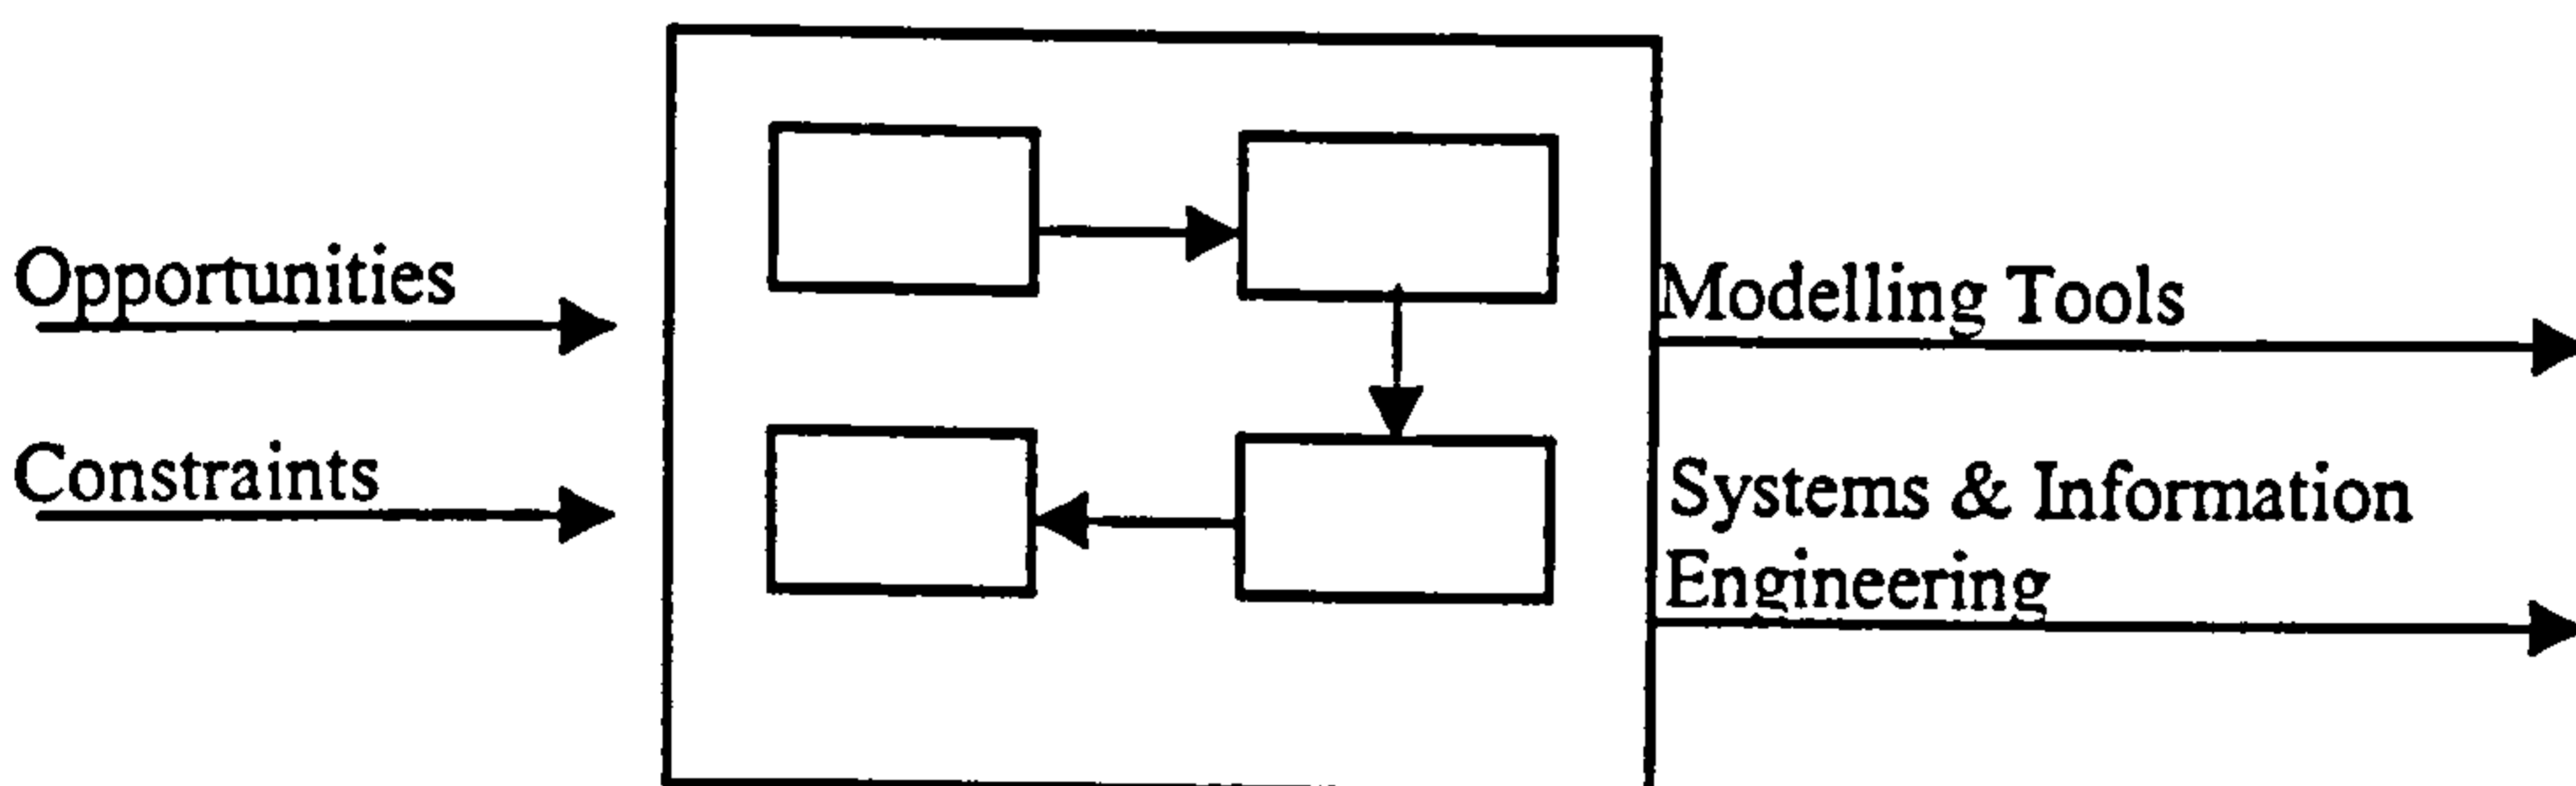 Opportunities
Constraints
Modelling Tools
Systems & Information
Engineering